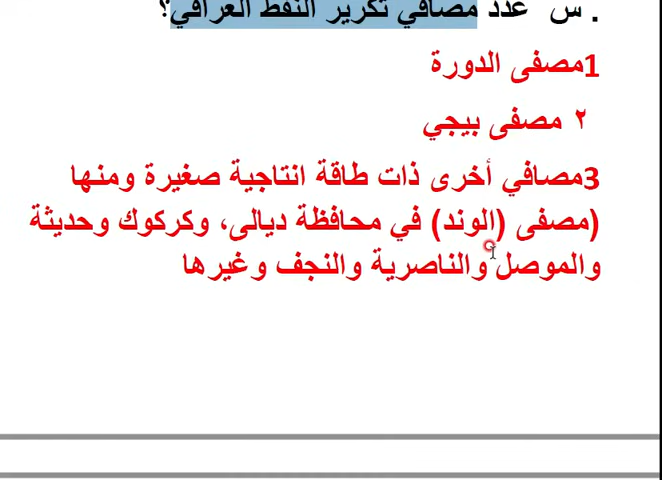 . س عدد مصافي تكرير النفط العراقي؟
1مصفى الدورة
٢ مصفى بيجي
3مصافي أخرى ذات طاقة انتاجية صغيرة ومنها
(مصفى (الوند) في محافظة ديالى، وكركوك وحديثة
والموصل والناصرية والنجف وغيرها